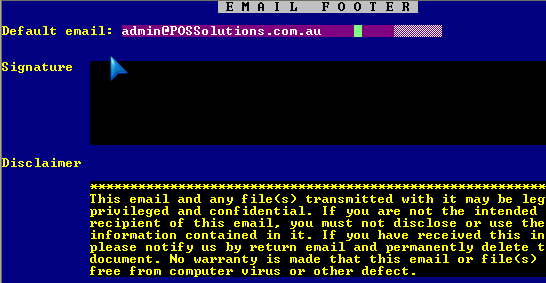 EMAIL FOOTER
Default email: admin@POSSolutions.com.au
Signature
Disclaimer
******************************************************************
This email and any file(s) transmitted with it may be leg
privileged and confidential. If you are not the intended
recipient of this email, you must not disclose or use the
information contained in it. If you have received this in
please notify us by return email and permanently delete t
document. No warranty is made that this email or file(s)
free from computer virus or other defect.